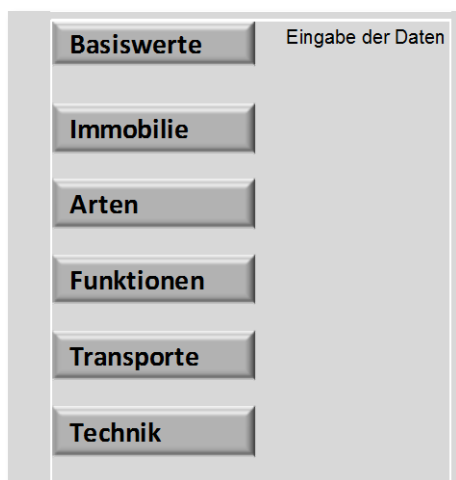 Basiswerte
Eingabe der Daten
Immobilie
Arten
Funktionen
Transporte
Technik